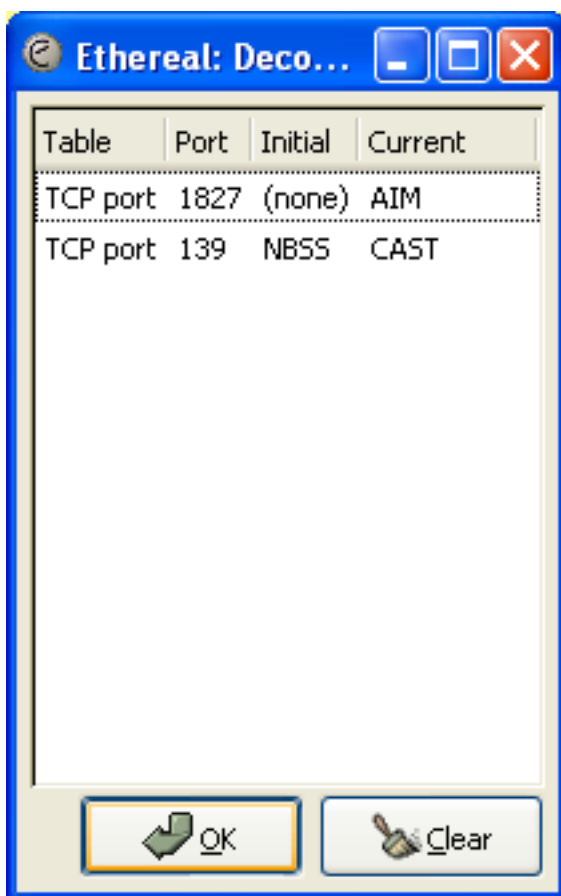 Ethereal: Deco...
Table Port Initial Current
TCP port 1827 (none) AIM
TCP port 139 NBSS CAST
OK Clear